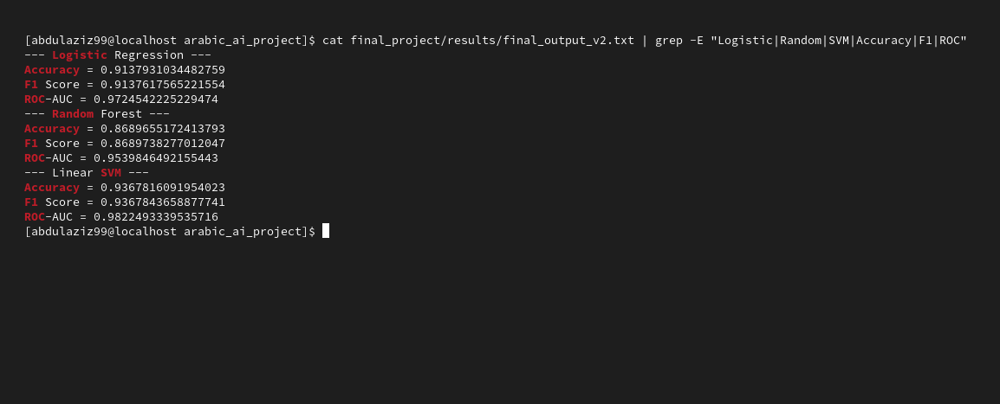 [abdulaziz99@localhost arabic_ai_project]$ cat final_project/results/final_output_v2.txt | grep -E "Logistic|Random|SVM|Accuracy|F1|ROC"
--- Logistic Regression ---
Accuracy = 0.9137931034482759
F1 Score = 0.9137617565221554
ROC-AUC = 0.9724542225229474
--- Random Forest ---
Accuracy = 0.8689655172413793
F1 Score = 0.8689738277012047
ROC-AUC = 0.9539846492155443
--- Linear SVM ---
Accuracy = 0.9367816091954023
F1 Score = 0.9367843658877741
ROC-AUC = 0.9822493339535716
[abdulaziz99@localhost arabic_ai_project]$